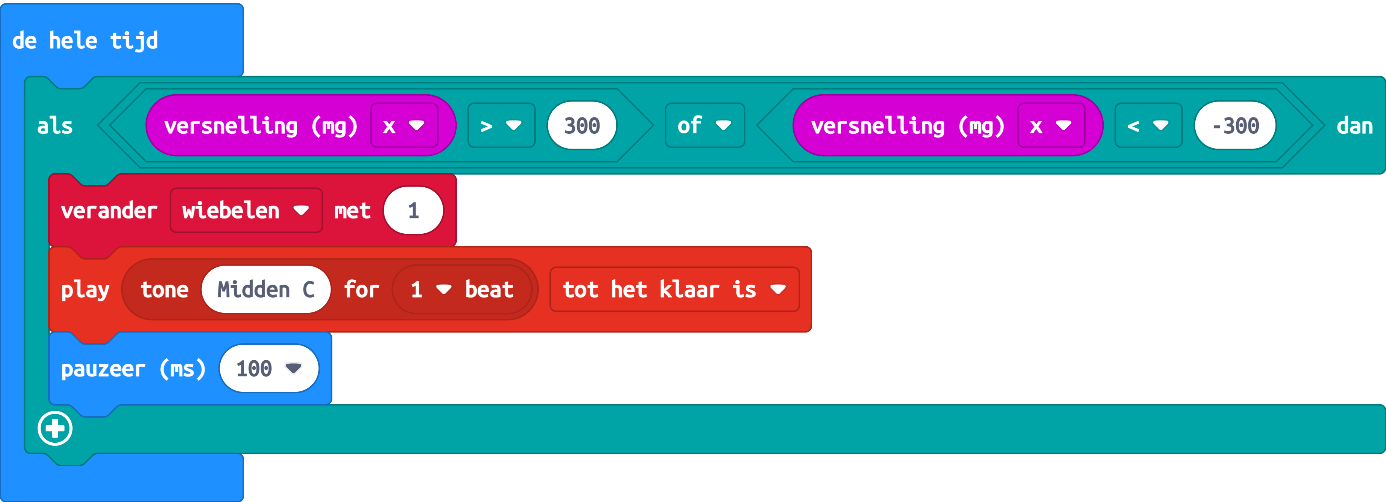 de hele tijd
als versnelling (mg) x > 300 of versnelling (mg) x < -300 dan
verander wiebelen met 1
play tone Midden C for 1 beat tot het klaar is
pauzeer (ms) 100